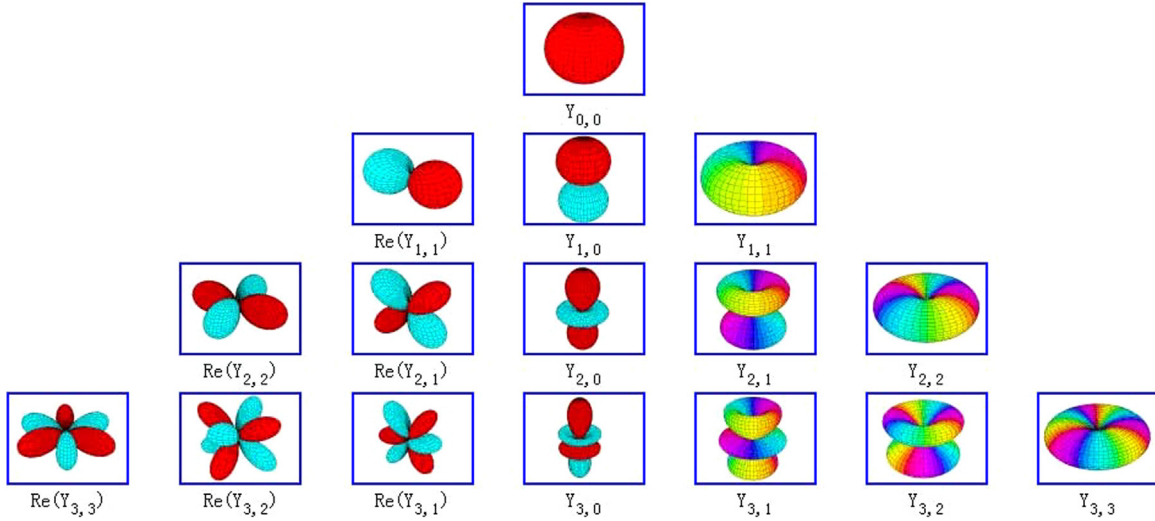 Y0,0
Re(Y1,1) Y1,0 Y1,1
Re(Y2,2) Re(Y2,1) Y2,0 Y2,1 Y2,2
Re(Y3,3) Re(Y3,2) Re(Y3,1) Y3,0 Y3,1 Y3,2 Y3,3